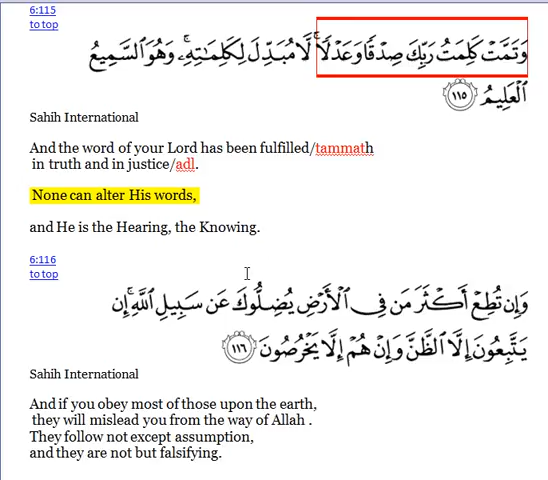 6:115
to top
وَتَمَّتْ كَلِمَتُ رَبِّكَ صِدْقًا وَعَدْلًا ۚ لَّا مُبَدِّلَ لِكَلِمَاتِهِ ۚ وَهُوَ السَّمِيعُ
الْعَلِيمُ ١١٥
Sahih International
And the word of your Lord has been fulfilled/tammath
in truth and in justice/adl.
None can alter His words,
and He is the Hearing, the Knowing.
6:116
to top
وَإِن تُطِعْ أَكْثَرَ مَن فِي الْأَرْضِ يُضِلُّوكَ عَن سَبِيلِ اللَّهِ ۚ إِن
يَتَّبِعُونَ إِلَّا الظَّنَّ وَإِنْ هُمْ إِلَّا يَخْرُصُونَ ١١٦
Sahih International
And if you obey most of those upon the earth,
they will mislead you from the way of Allah .
They follow not except assumption,
and they are not but falsifying.